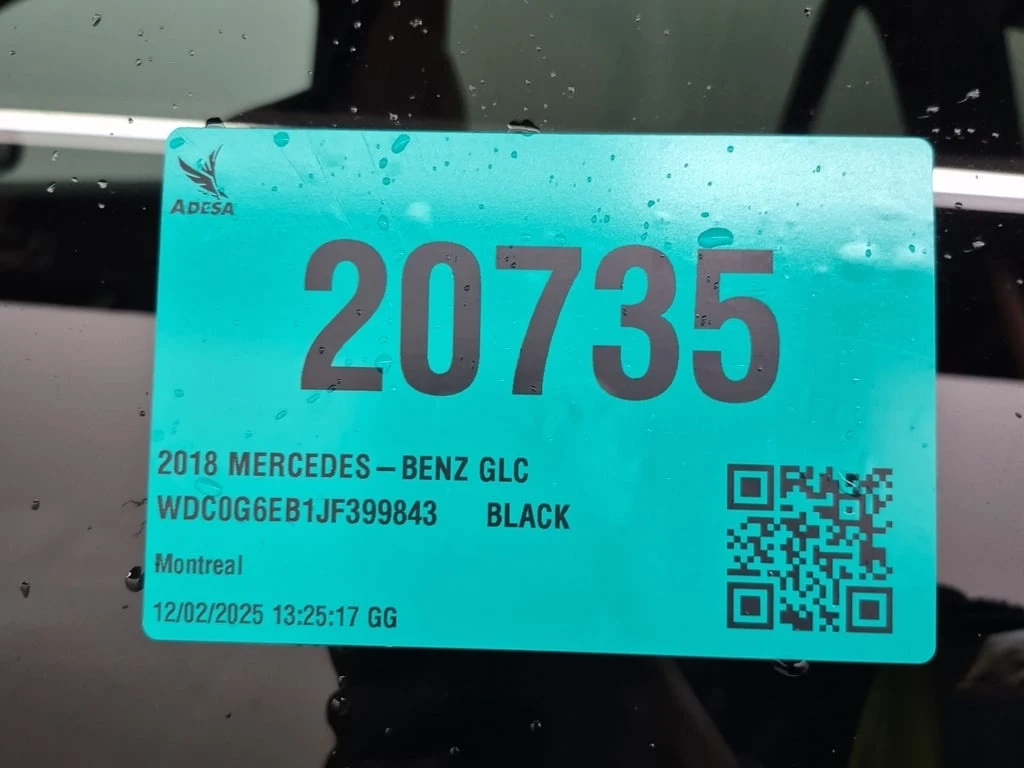 ADESA
20735
2018 MERCEDES-BENZ GLC
WDC0G6EB1JF399843 BLACK
Montreal
12/02/2025 13:25:17 GG